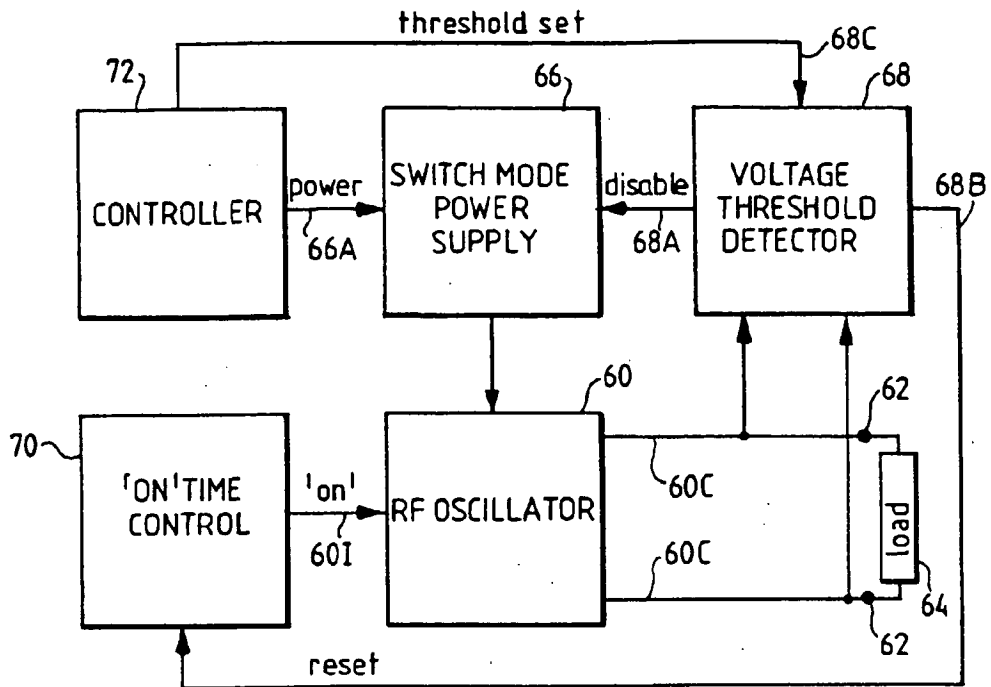 threshold set
68C
72
66
68
CONTROLLER
power
66A
SWITCH MODE
POWER
SUPPLY
disable
68A
VOLTAGE
THRESHOLD
DETECTOR
68B
60
62
70
'ON' TIME
CONTROL
'on'
60I
RF OSCILLATOR
60C
60C
load
64
62
reset